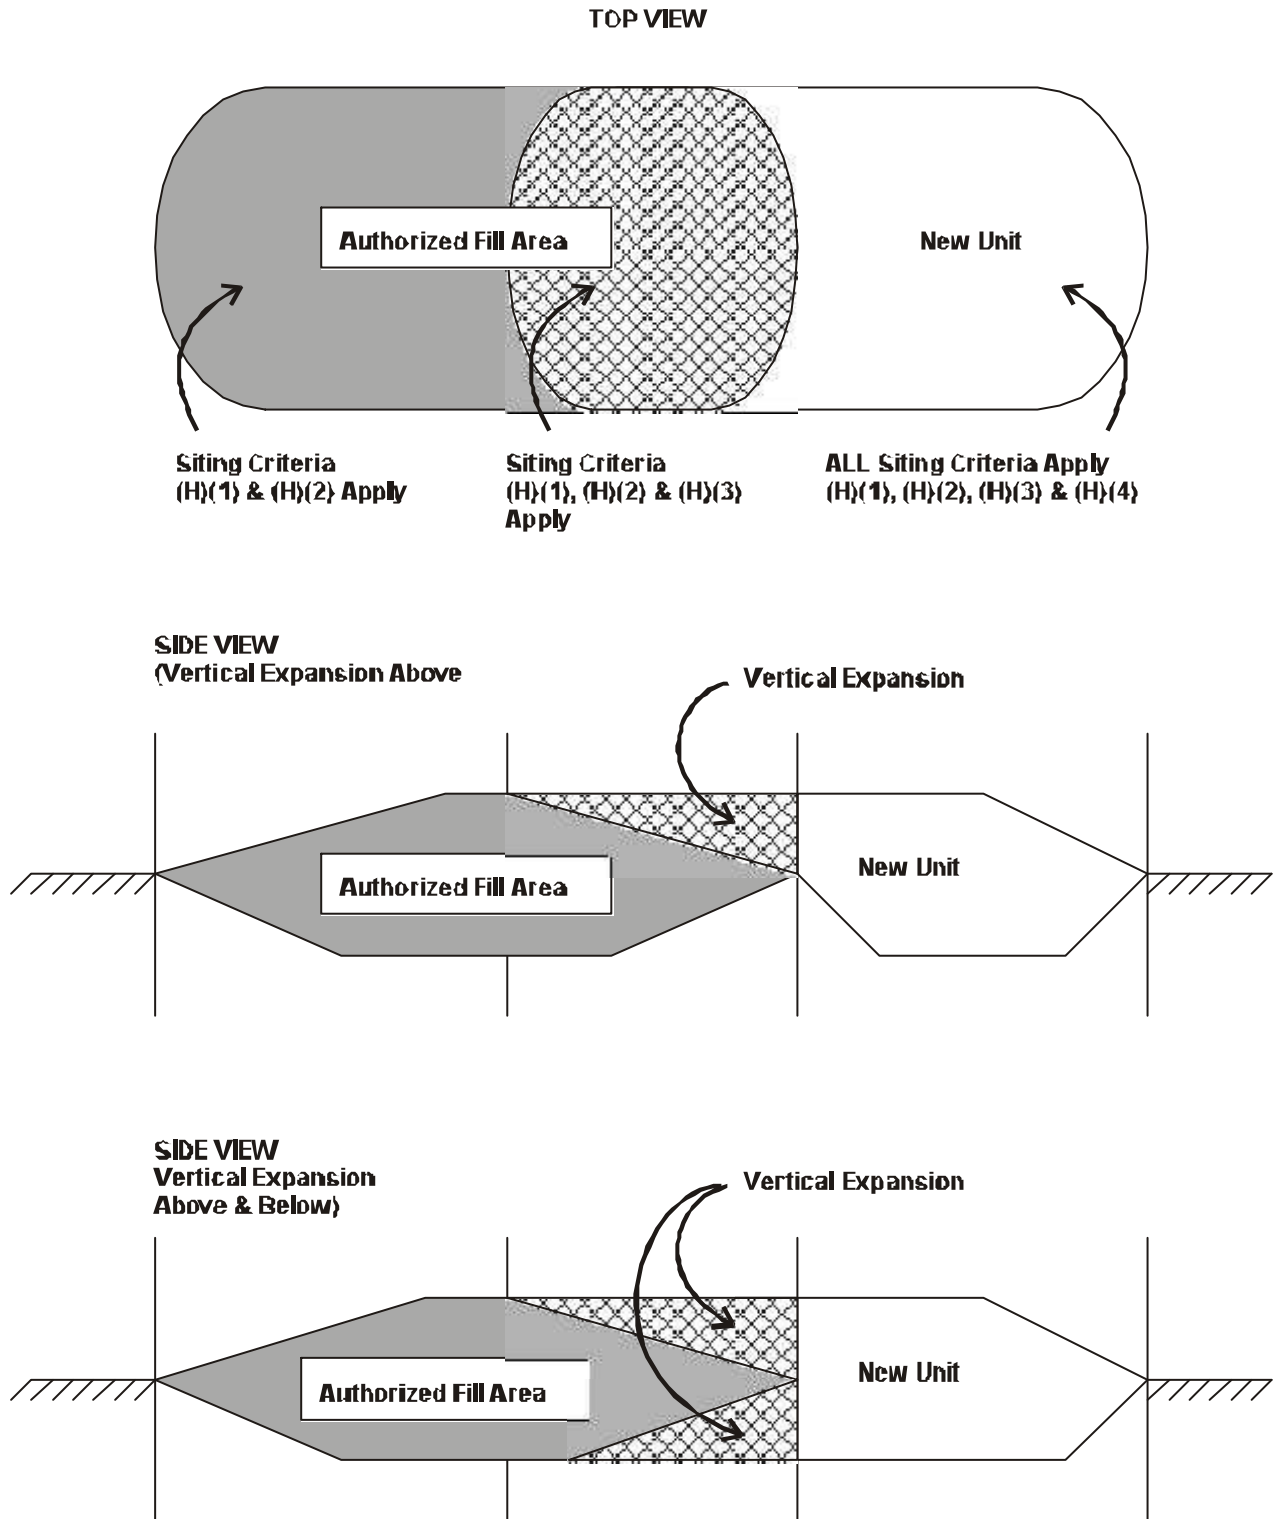 TOP VIEW
Authorized Fill Area
New Unit
Siting Criteria
(H)(1) & (H)(2) Apply
Siting Criteria
(H)(1), (H)(2) & (H)(3)
Apply
ALL Siting Criteria Apply
(H)(1), (H)(2), (H)(3) & (H)(4)
SIDE VIEW
(Vertical Expansion Above
Vertical Expansion
Authorized Fill Area
New Unit
SIDE VIEW
Vertical Expansion
Above & Below)
Vertical Expansion
Authorized Fill Area
New Unit